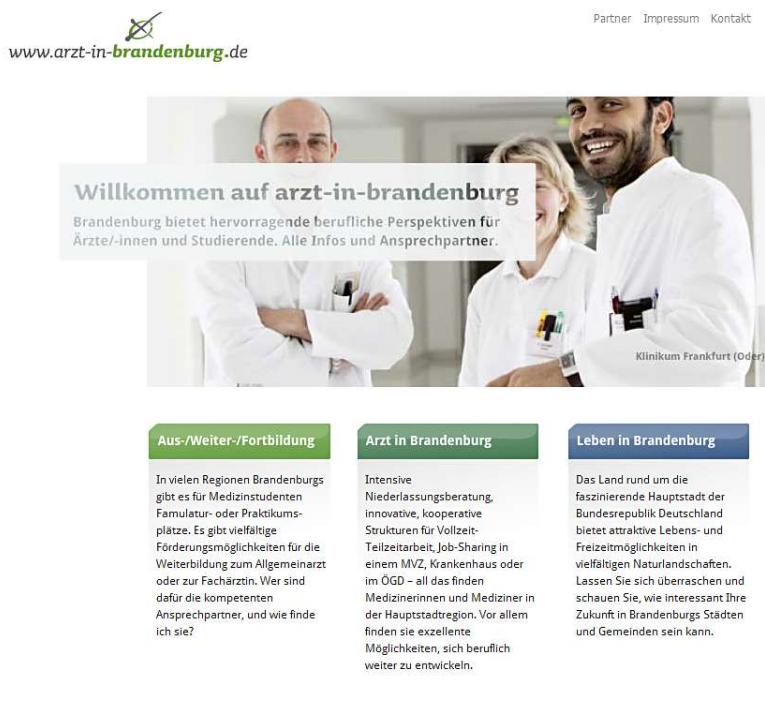 Partner Impressum Kontakt
www.arzt-in-brandenburg.de
Willkommen auf arzt-in-brandenburg
Brandenburg bietet hervorragende berufliche Perspektiven für
Ärzte/-innen und Studierende. Alle Infos und Ansprechpartner.
Klinikum Frankfurt (Oder)
Aus-/Weiter-/Fortbildung
In vielen Regionen Brandenburgs
gibt es für Medizinstudenten
Famulatur- oder Praktikums-
plätze. Es gibt vielfältige
Förderungsmöglichkeiten für die
Weiterbildung zum Allgemeinarzt
oder zur Fachärztin. Wer sind
dafür die kompetenten
Ansprechpartner, und wie finde
ich sie?
Arzt in Brandenburg
Intensive
Niederlassungsberatung,
innovative, kooperative
Strukturen für Vollzeit-
Teilzeitarbeit, Job-Sharing in
einem MVZ, Krankenhaus oder
im ÖGD – all das finden
Medizinerinnen und Mediziner in
der Hauptstadtregion. Vor allem
finden sie exzellente
Möglichkeiten, sich beruflich
weiter zu entwickeln.
Leben in Brandenburg
Das Land rund um die
faszinierende Hauptstadt der
Bundesrepublik Deutschland
bietet attraktive Lebens- und
Freizeitmöglichkeiten in
vielfältigen Naturlandschaften.
Lassen Sie sich überraschen und
schauen Sie, wie interessant Ihre
Zukunft in Brandenburgs Städten
und Gemeinden sein kann.